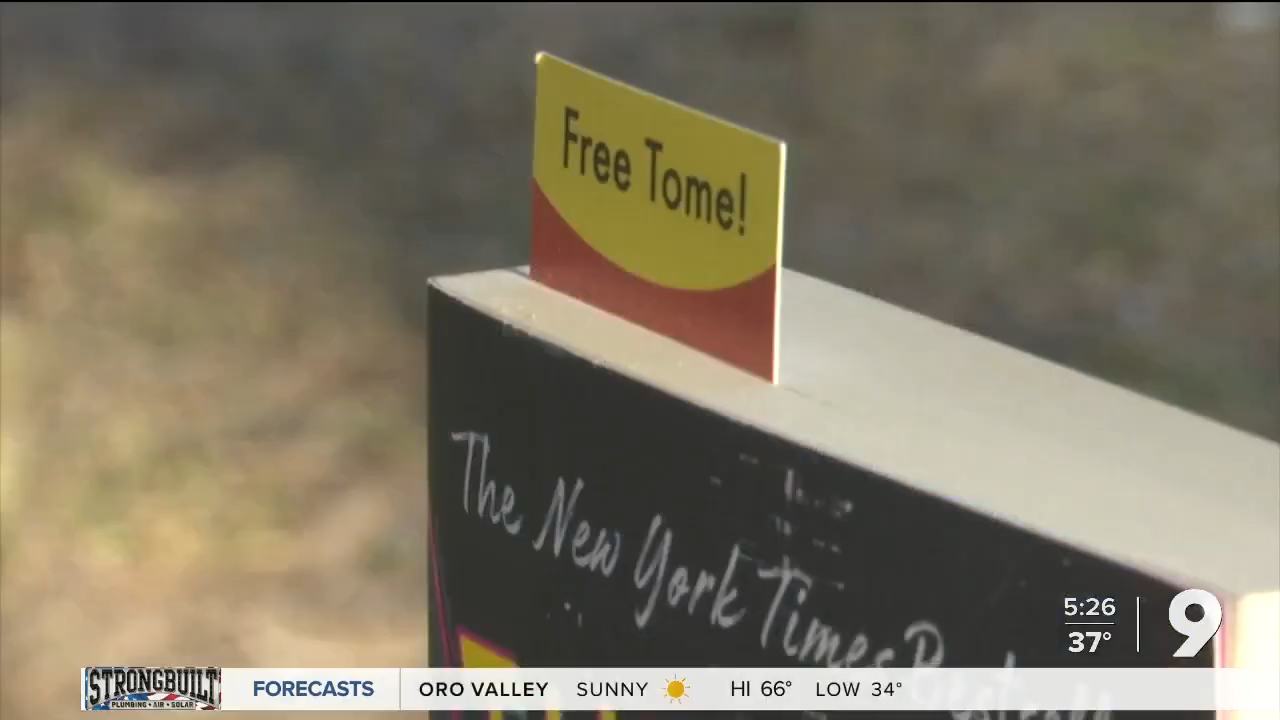 Free Tome!
The New York Times
5:26
37°
9
STRONGBUILT
PLUMBING • AIR • SOLAR
FORECASTS
ORO VALLEY SUNNY HI 66° LOW 34°